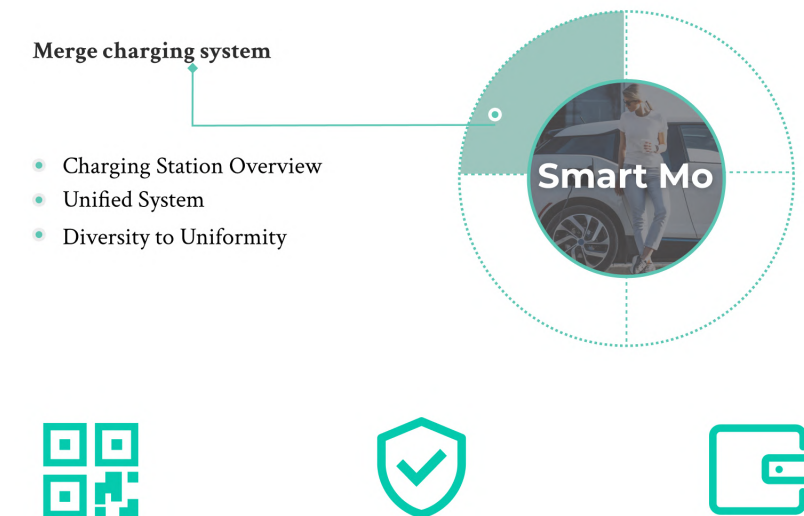 Merge charging system
Charging Station Overview
Unified System
Diversity to Uniformity
Smart Mo